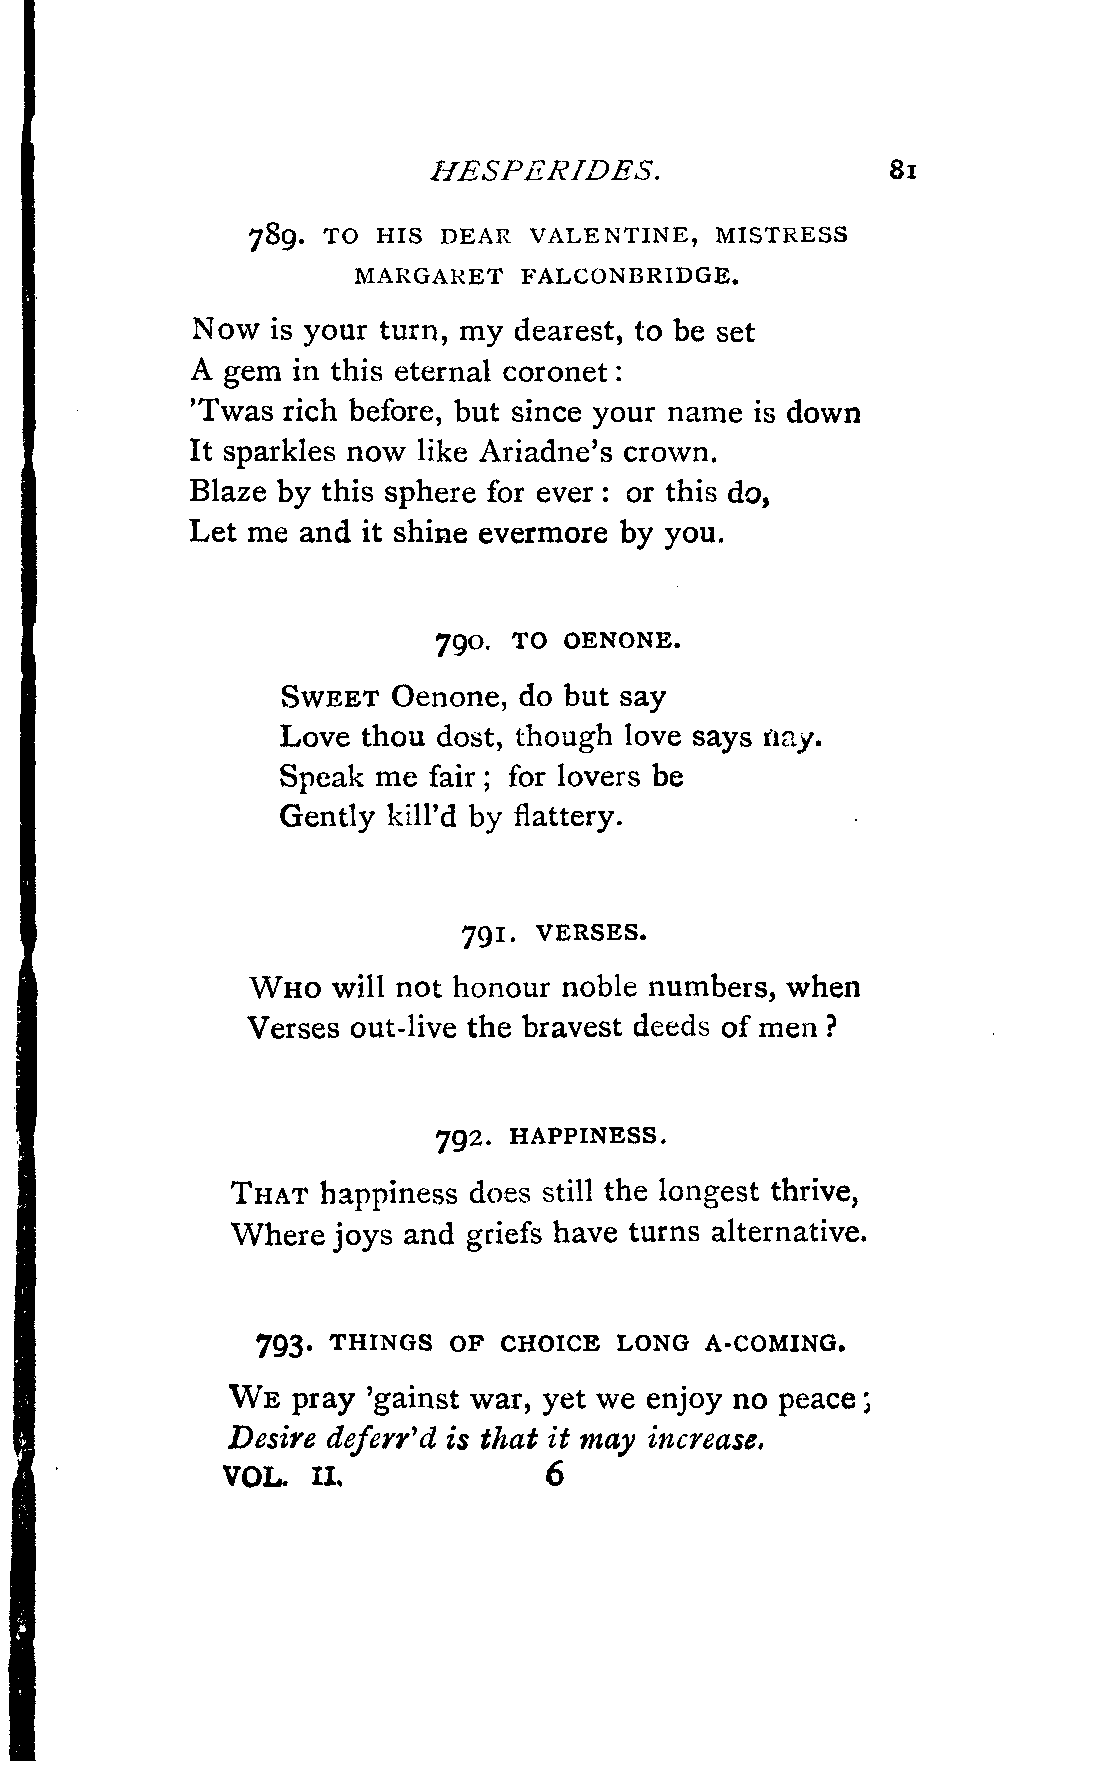 HESPERIDES. 81
789. TO HIS DEAR VALENTINE, MISTRESS
MARGARET FALCONBRIDGE.
Now is your turn, my dearest, to be set
A gem in this eternal coronet :
'Twas rich before, but since your name is down
It sparkles now like Ariadne's crown.
Blaze by this sphere for ever : or this do,
Let me and it shine evermore by you.
790. TO OENONE.
SWEET Oenone, do but say
Love thou dost, though love says nay.
Speak me fair ; for lovers be
Gently kill'd by flattery.
791. VERSES.
WHO will not honour noble numbers, when
Verses out-live the bravest deeds of men ?
792. HAPPINESS.
THAT happiness does still the longest thrive,
Where joys and griefs have turns alternative.
793. THINGS OF CHOICE LONG A-COMING.
WE pray 'gainst war, yet we enjoy no peace ;
Desire deferr'd is that it may increase.
VOL. II. 6